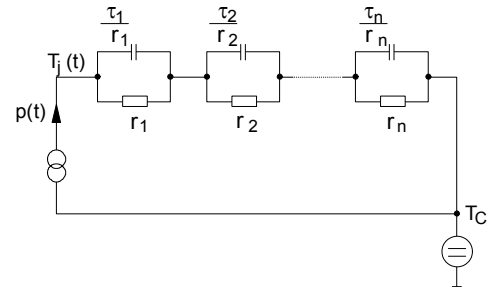 τ1 τ2 τn
r1 r2 rn
Tj (t)
r1 r2 rn
p(t)
TC